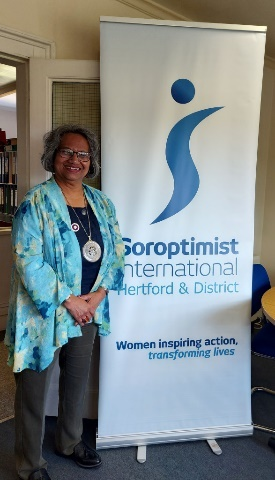 Soroptimist
International
Hertford & District
Women inspiring action,
transforming lives